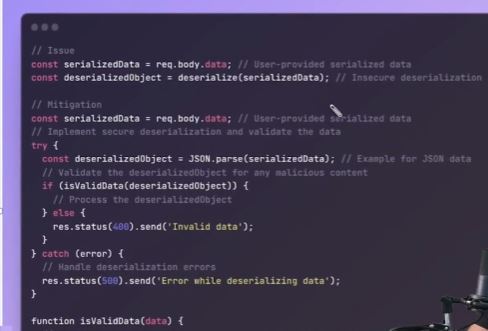 // Issue
const serializedData = req.body.data; // User-provided serialized data
const deserializedObject = deserialize(serializedData); // Insecure deserialization
// Mitigation
const serializedData = req.body.data; // User-provided serialized data
// Implement secure deserialization and validate the data
try {
const deserializedObject = JSON.parse(serializedData); // Example for JSON data
// Validate the deserializedObject for any malicious content
if (isValidData(deserializedObject)) {
// Process the deserializedObject
} else {
res.status(400).send('Invalid data');
}
} catch (error) {
// Handle deserialization errors
res.status(500).send('Error while deserializing data');
}
function isValidData(data) {